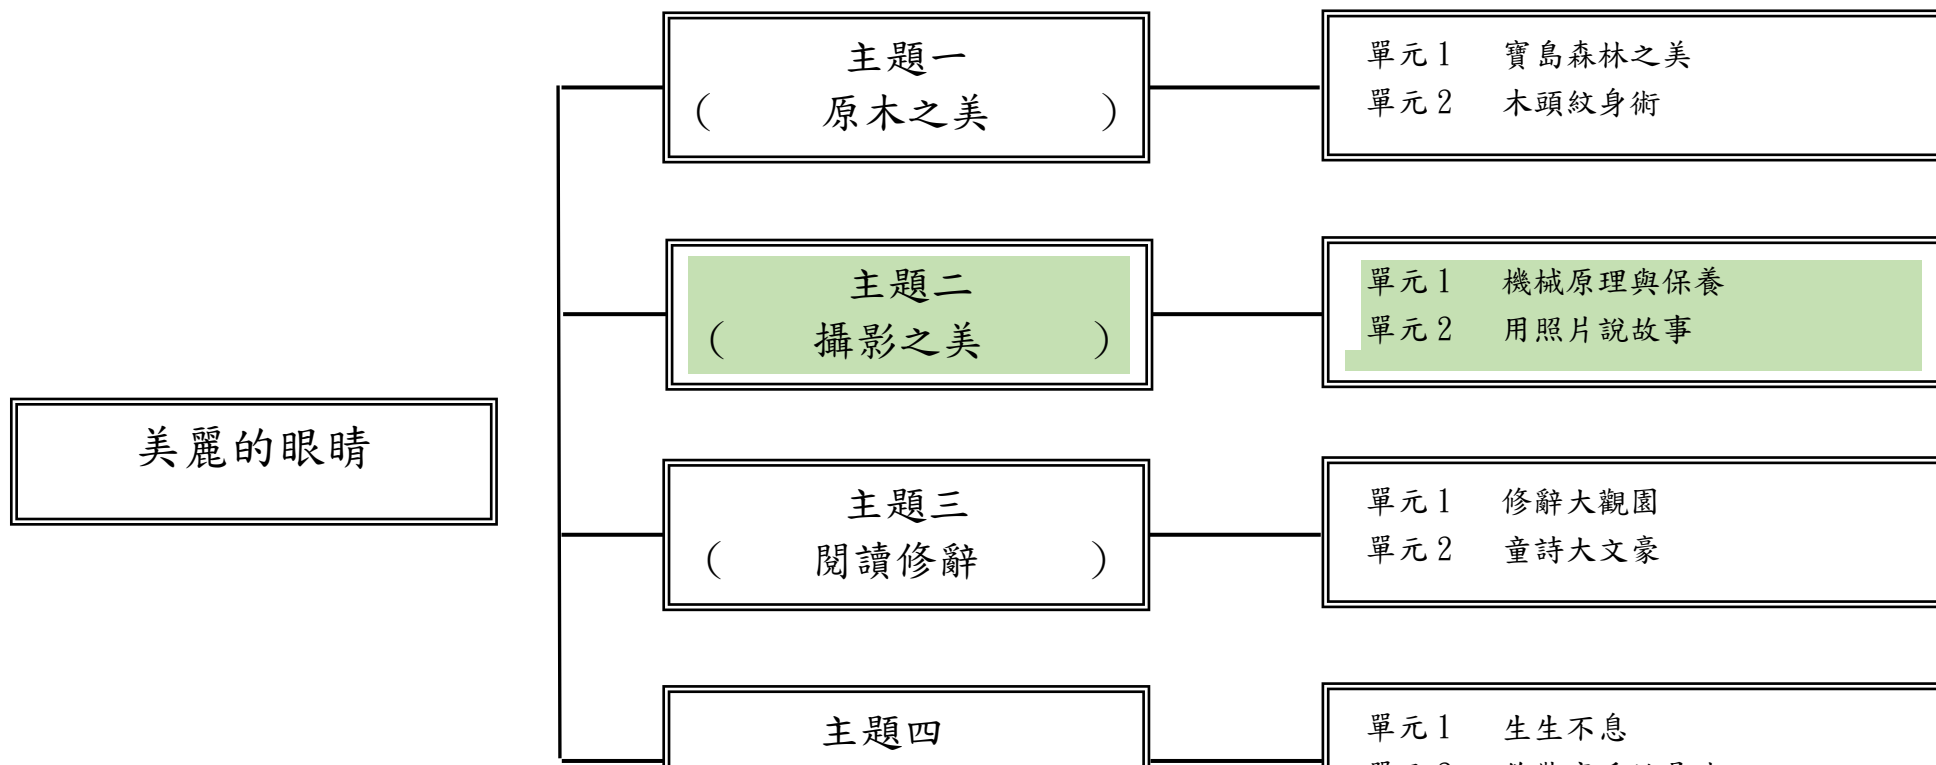 主題一
( 原木之美 )
單元1 寶島森林之美
單元2 木頭紋身術
主題二
( 攝影之美 )
單元1 機械原理與保養
單元2 用照片說故事
美麗的眼睛
主題三
( 閱讀修辭 )
單元1 修辭大觀園
單元2 童詩大文豪
主題四
單元1 生生不息